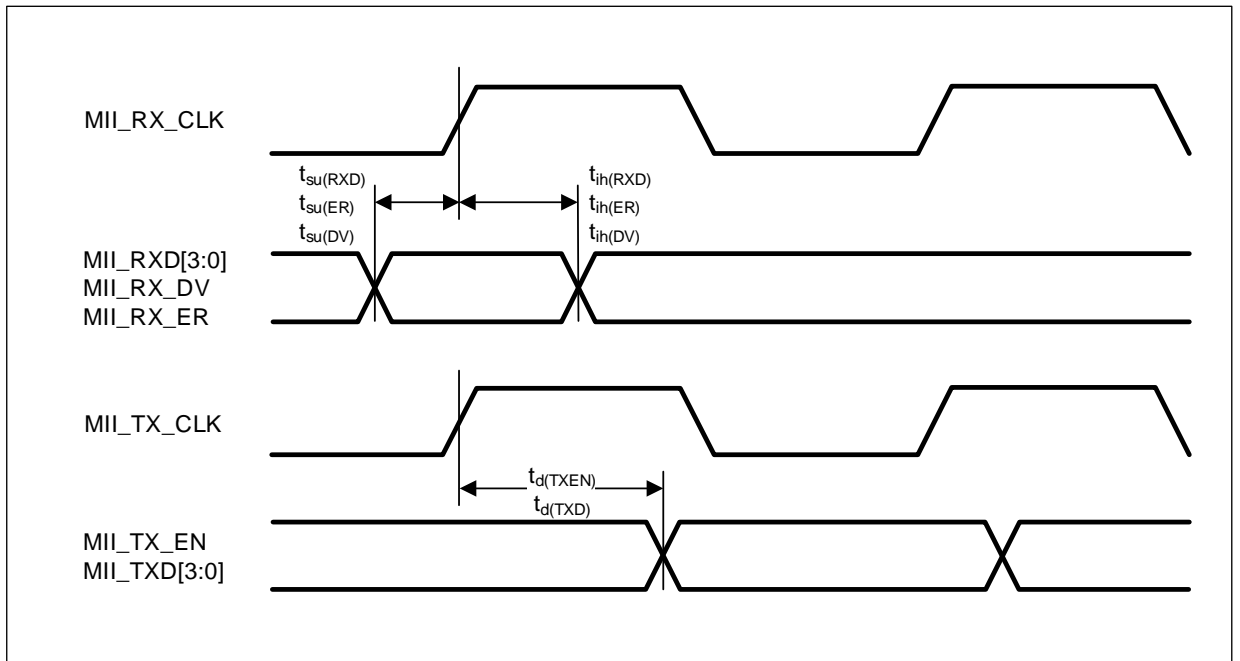 MII_RX_CLK
tsu(RXD)
tsu(ER)
tsu(DV)
tih(RXD)
tih(ER)
tih(DV)
MII_RXD[3:0]
MII_RX_DV
MII_RX_ER
MII_TX_CLK
td(TXEN)
td(TXD)
MII_TX_EN
MII_TXD[3:0]